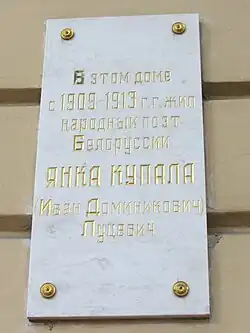 В этом доме
с 1909-1913 г.г. жил
народный поэт
Белоруссии
ЯНКА КУПАЛА
(Иван Доминикович)
Луцевич